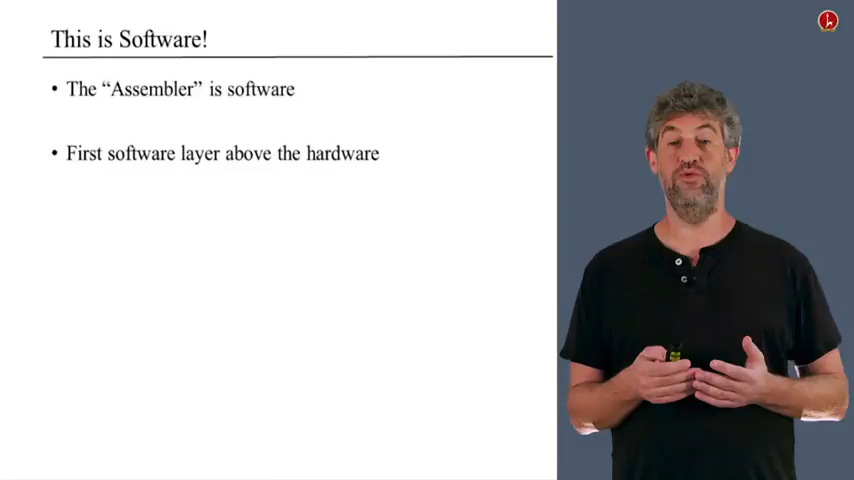 This is Software!
• The “Assembler” is software
• First software layer above the hardware